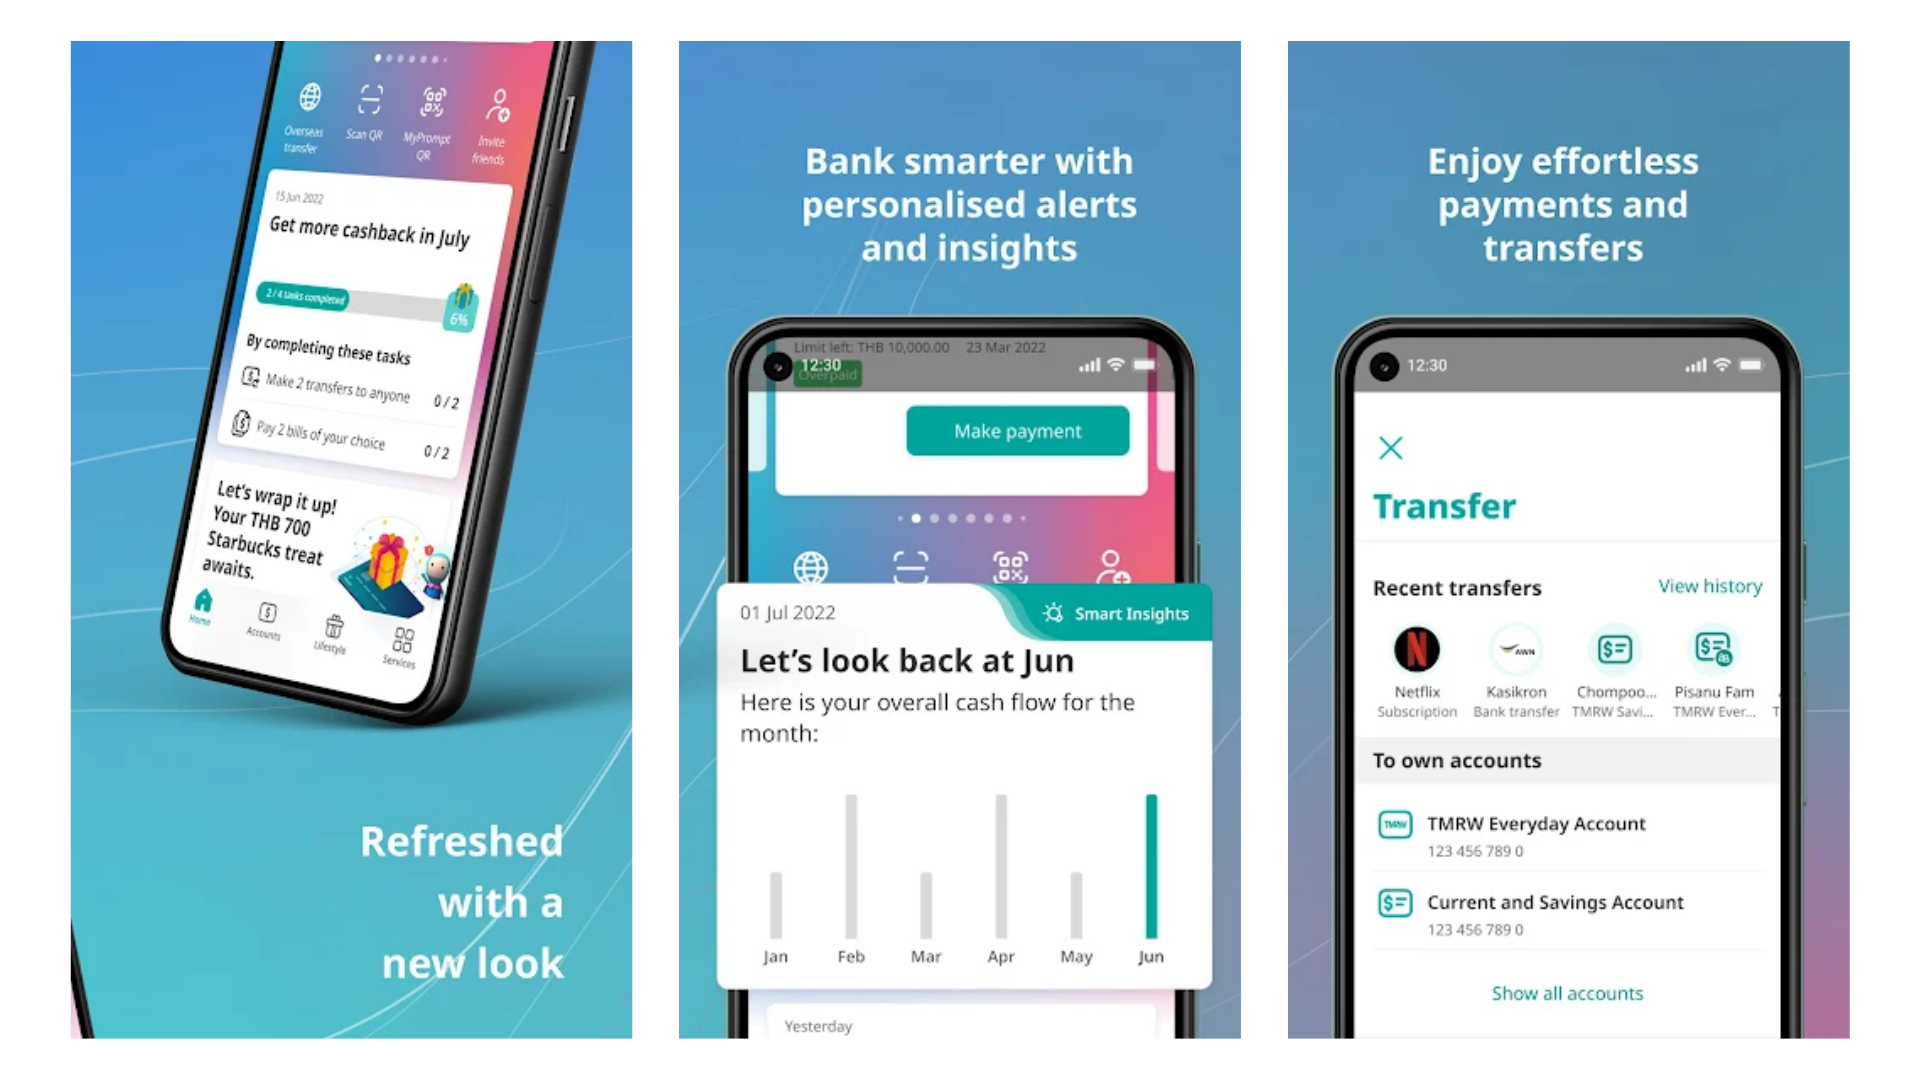 Overseas
transfer
Scan QR
MyPrompt
QR
Invite
friends
15 Jun 2022
Get more cashback in July
2 / 4 tasks completed
6%
By completing these tasks
Make 2 transfers to anyone 0 / 2
Pay 2 bills of your choice 0 / 2
Let's wrap it up!
Your THB 700
Starbucks treat
awaits.
Home
Accounts
Lifestyle
Services
Refreshed
with a
new look
Bank smarter with
personalised alerts
and insights
Limit left: THB 10,000.00 23 Mar 2022
12:30
Overpaid
Make payment
01 Jul 2022
Smart Insights
Let's look back at Jun
Here is your overall cash flow for the
month:
Jan Feb Mar Apr May Jun
Yesterday
Enjoy effortless
payments and
transfers
12:30
Transfer
Recent transfers View history
N
AWN
Netflix
Subscription
Kasikron
Bank transfer
Chompoo...
TMRW Savi...
Pisanu Fam
TMRW Ever...
To own accounts
TMRW
TMRW Everyday Account
123 456 789 0
Current and Savings Account
123 456 789 0
Show all accounts